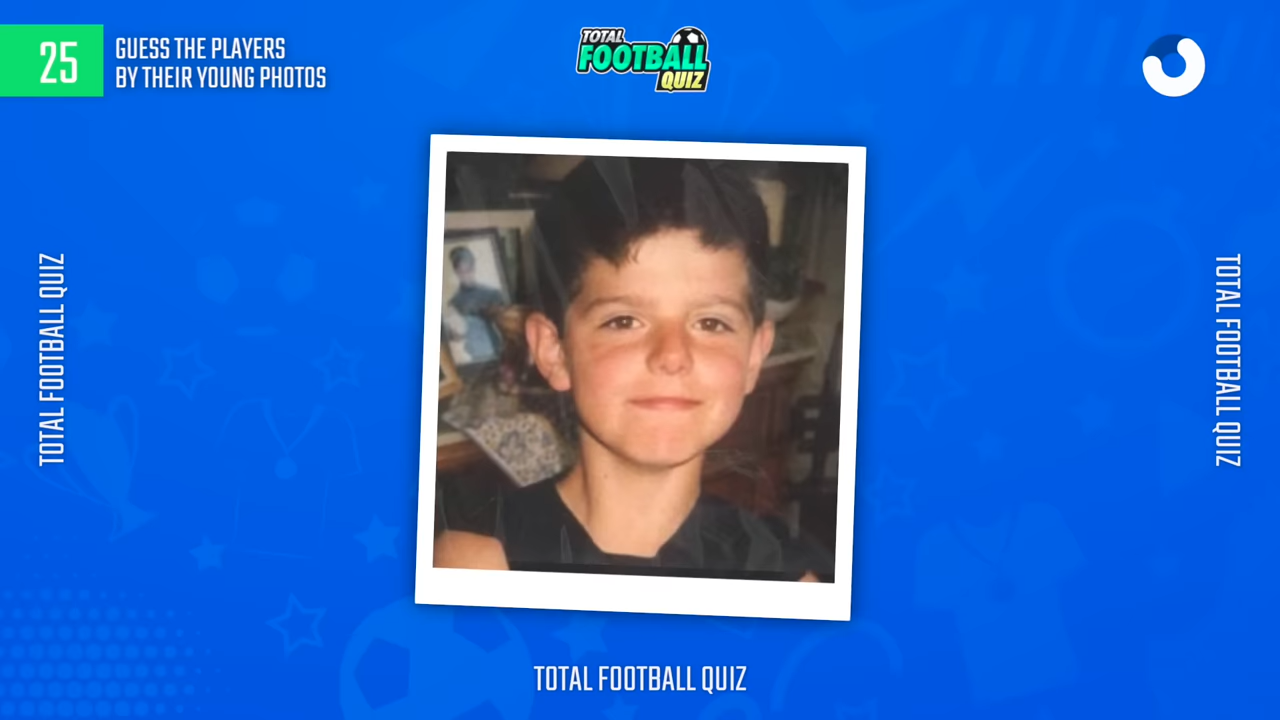 25
GUESS THE PLAYERS
BY THEIR YOUNG PHOTOS
TOTAL
FOOTBALL
QUIZ
TOTAL FOOTBALL QUIZ
TOTAL FOOTBALL QUIZ
TOTAL FOOTBALL QUIZ